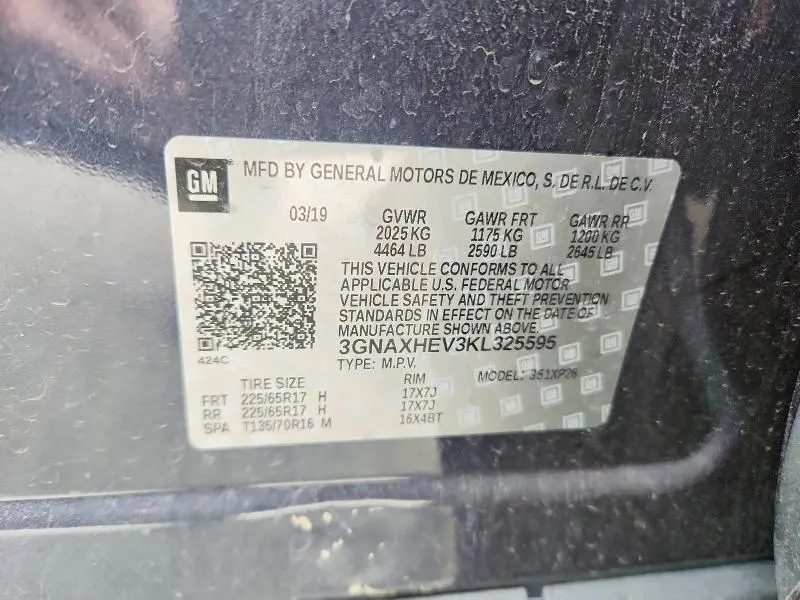 GM
MFD BY GENERAL MOTORS DE MEXICO, S. DE R.L. DE C.V.
03/19 GVWR GAWR FRT GAWR RR
2025 KG 1175 KG 1200 KG
4464 LB 2590 LB 2645 LB
THIS VEHICLE CONFORMS TO ALL
APPLICABLE U.S. FEDERAL MOTOR
VEHICLE SAFETY AND THEFT PREVENTION
STANDARDS IN EFFECT ON THE DATE OF
MANUFACTURE SHOWN ABOVE.
424C
3GNAXHEV3KL325595
TYPE: M.P.V. MODEL: 351XP26
TIRE SIZE RIM
FRT 225/65R17 H 17X7J
RR 225/65R17 H 17X7J
SPA T135/70R16 M 16X4BT